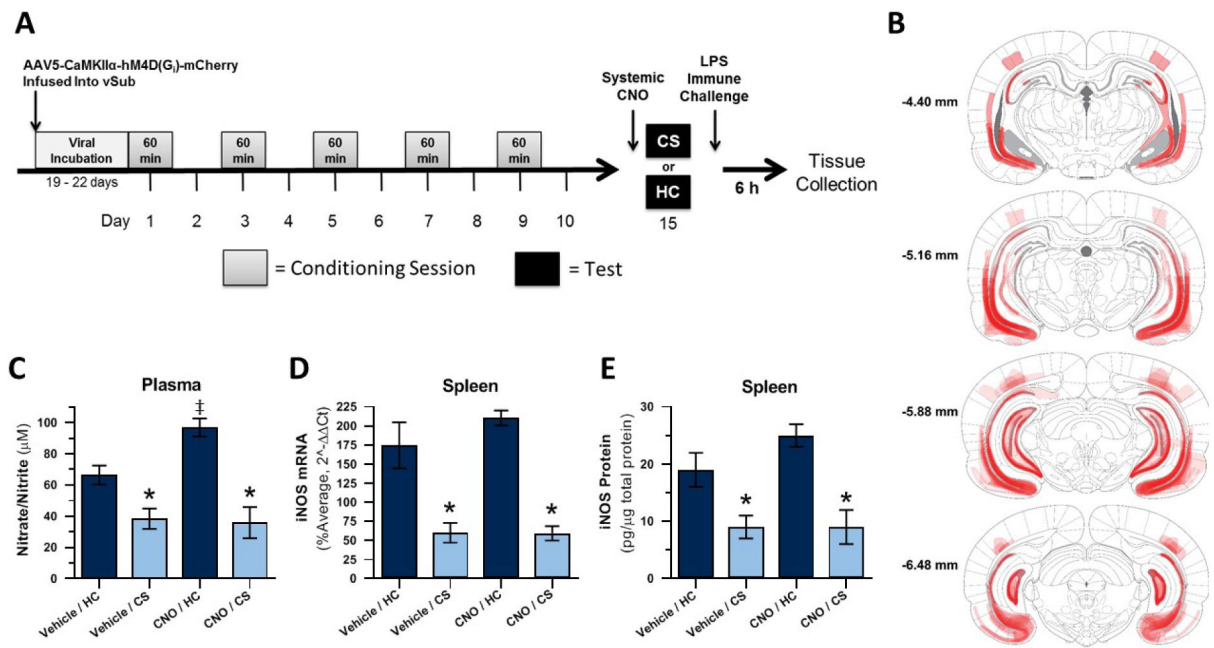 A
AAV5-CaMKIIα-hM4D(Gi)-mCherry
Infused Into vSub
Viral
Incubation
60
min
60
min
60
min
60
min
60
min
19 - 22 days
Day 1 2 3 4 5 6 7 8 9 10
Systemic
CNO
CS
or
HC
15
LPS
Immune
Challenge
6 h
Tissue
Collection
= Conditioning Session
= Test
B
-4.40 mm
-5.16 mm
-5.88 mm
-6.48 mm
C
Plasma
Nitrate/Nitrite (μM)
100
80
60
40
20
0
‡
*
*
Vehicle / HC
Vehicle / CS
CNO / HC
CNO / CS
D
Spleen
iNOS mRNA
(%Average, 2^-ΔΔCt)
225
200
175
150
125
100
75
50
25
0
*
*
Vehicle / HC
Vehicle / CS
CNO / HC
CNO / CS
E
Spleen
iNOS Protein
(pg/μg total protein)
30
20
10
0
*
*
Vehicle / HC
Vehicle / CS
CNO / HC
CNO / CS